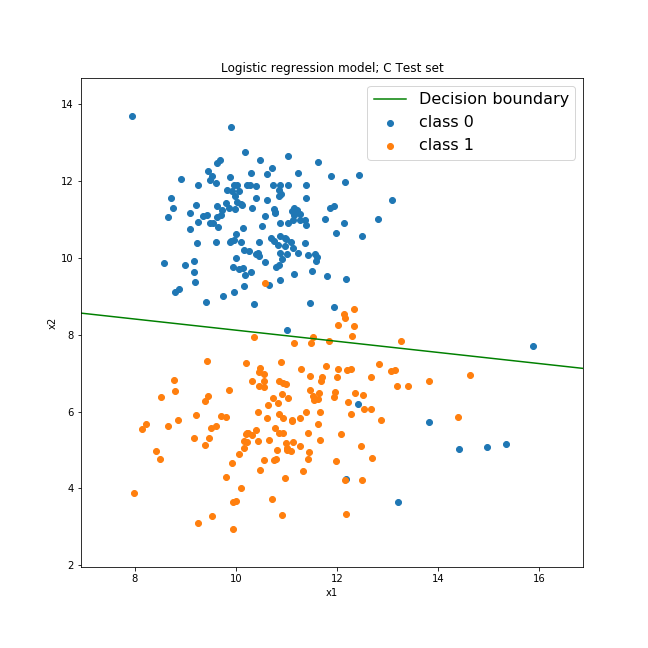 Logistic regression model; C Test set
Decision boundary
class 0
class 1
14
12
10
8
6
4
2
x2
8 10 12 14 16
x1